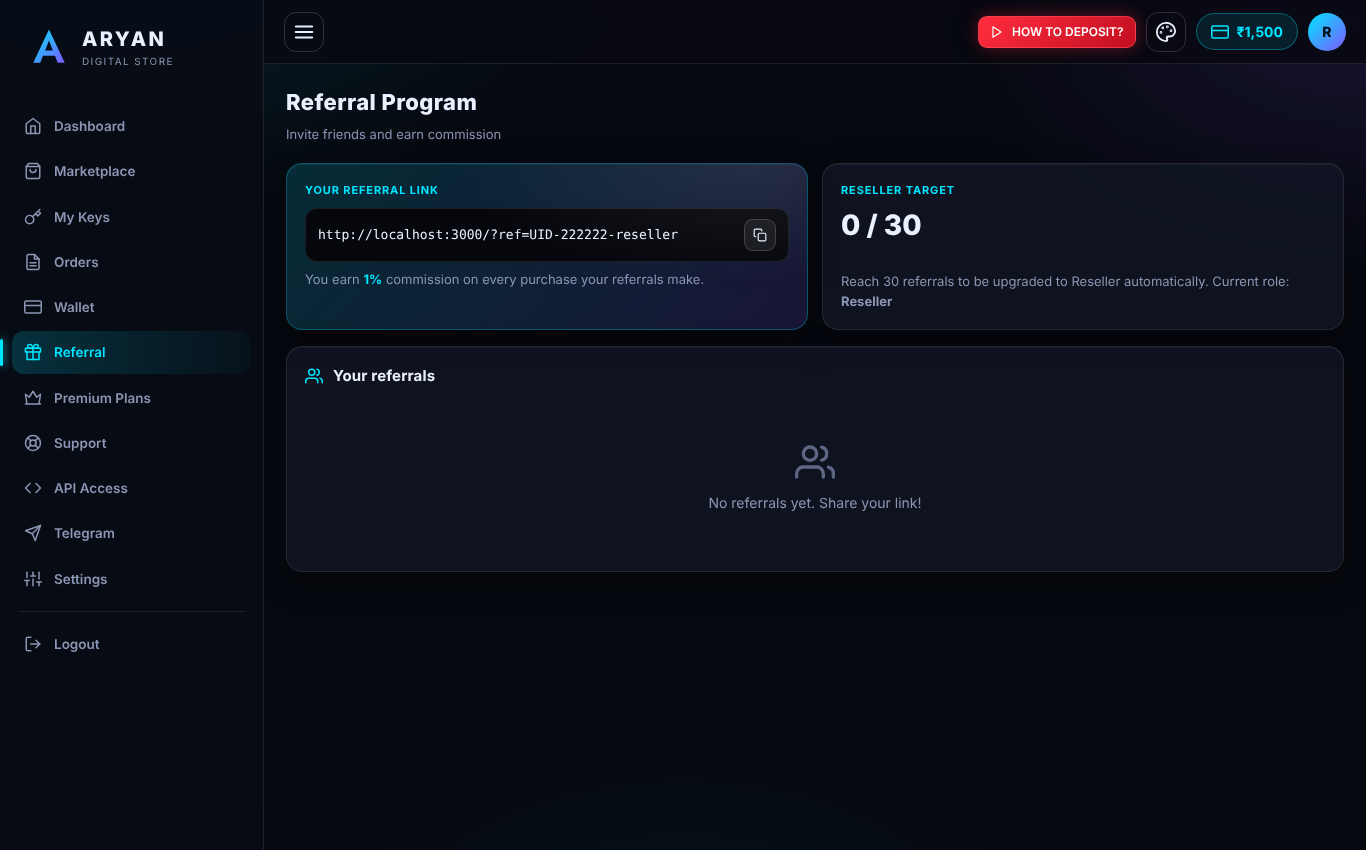 ARYAN
DIGITAL STORE
Dashboard
Marketplace
My Keys
Orders
Wallet
Referral
Premium Plans
Support
API Access
Telegram
Settings
Logout
HOW TO DEPOSIT?
₹1,500
R
Referral Program
Invite friends and earn commission
YOUR REFERRAL LINK
http://localhost:3000/?ref=UID-222222-reseller
You earn 1% commission on every purchase your referrals make.
RESELLER TARGET
0 / 30
Reach 30 referrals to be upgraded to Reseller automatically. Current role:
Reseller
Your referrals
No referrals yet. Share your link!